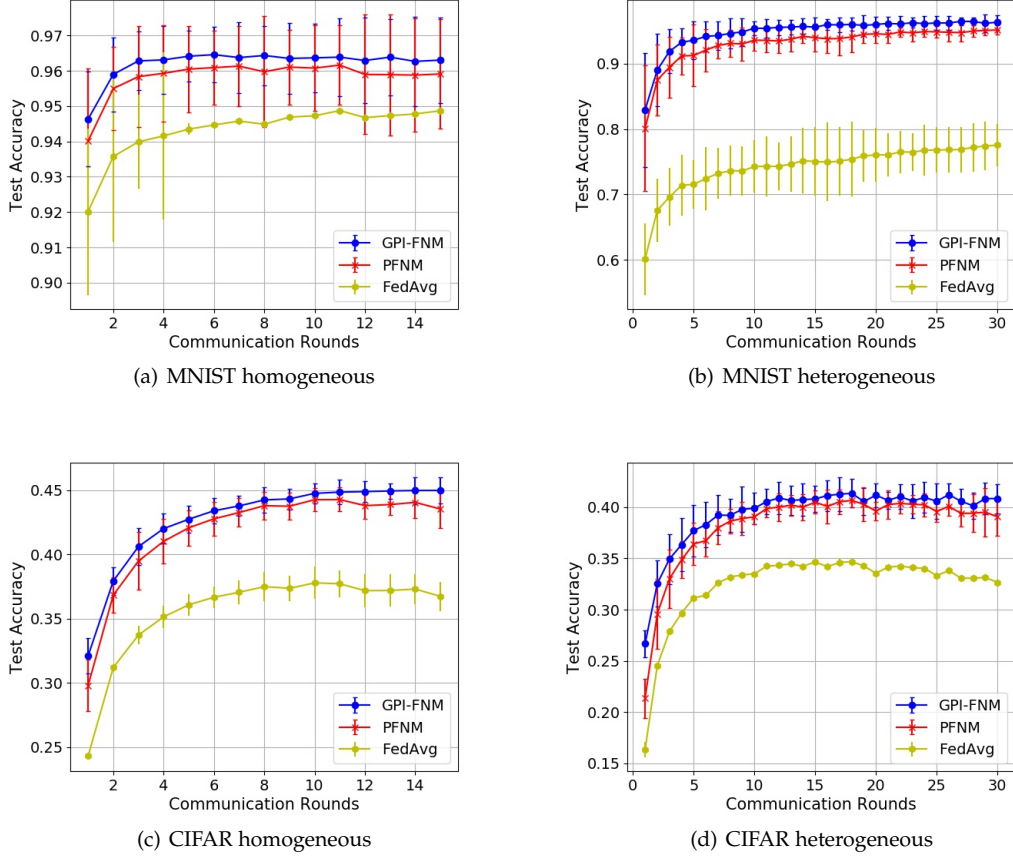 0.97
0.96
0.95
0.94
0.93
0.92
0.91
0.90
Test Accuracy
2 4 6 8 10 12 14
Communication Rounds
GPI-FNM
PFNM
FedAvg
(a) MNIST homogeneous
0.9
0.8
0.7
0.6
Test Accuracy
0 5 10 15 20 25 30
Communication Rounds
GPI-FNM
PFNM
FedAvg
(b) MNIST heterogeneous
0.45
0.40
0.35
0.30
0.25
Test Accuracy
2 4 6 8 10 12 14
Communication Rounds
GPI-FNM
PFNM
FedAvg
(c) CIFAR homogeneous
0.40
0.35
0.30
0.25
0.20
0.15
Test Accuracy
0 5 10 15 20 25 30
Communication Rounds
GPI-FNM
PFNM
FedAvg
(d) CIFAR heterogeneous